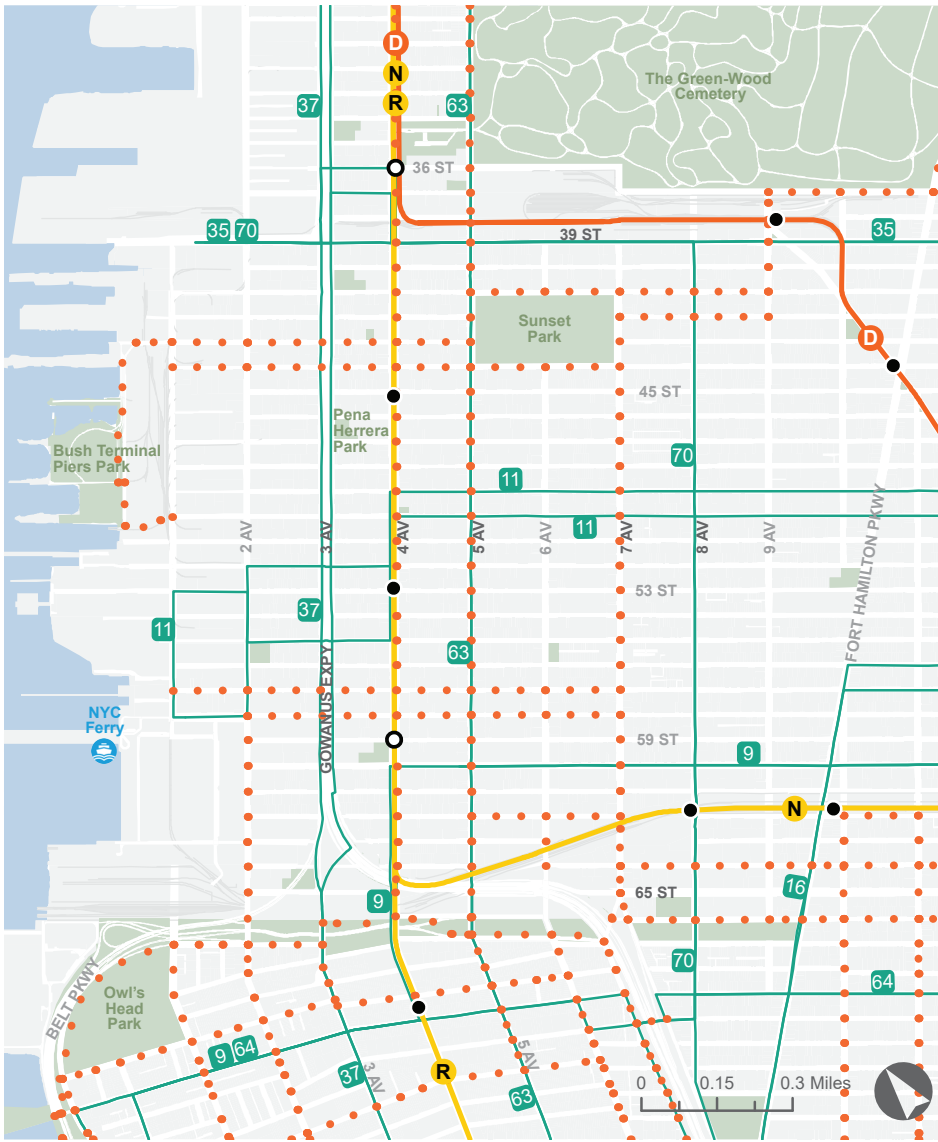 D
N
R
37
63
The Green-Wood
Cemetery
36 ST
35 70
39 ST
35
Sunset
Park
D
45 ST
Pena
Herrera
Park
Bush Terminal
Piers Park
70
11
11
2 AV
3 AV
4 AV
5 AV
6 AV
7 AV
8 AV
9 AV
FORT HAMILTON PKWY
53 ST
37
11
63
GOWANUS EXPY
NYC
Ferry
59 ST
9
N
65 ST
16
9
70
64
BELT PKWY
Owl's
Head
Park
9 64
37
3 AV
R
5 AV
63
0 0.15 0.3 Miles